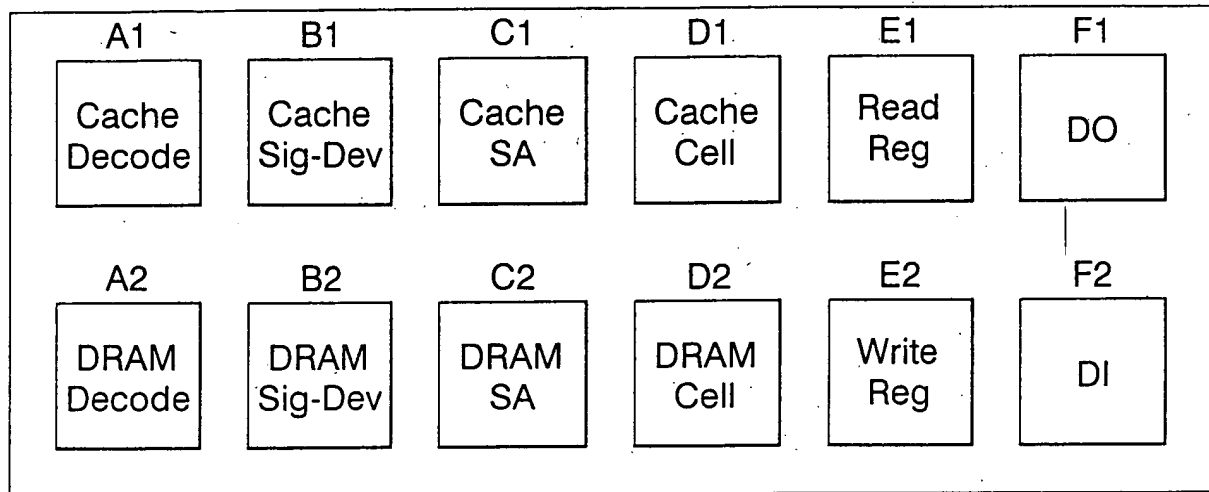 A1 B1 C1 D1 E1 F1
Cache Cache Cache Cache Read DO
Decode Sig-Dev SA Cell Reg
A2 B2 C2 D2 E2 F2
DRAM DRAM DRAM DRAM Write DI
Decode Sig-Dev SA Cell Reg